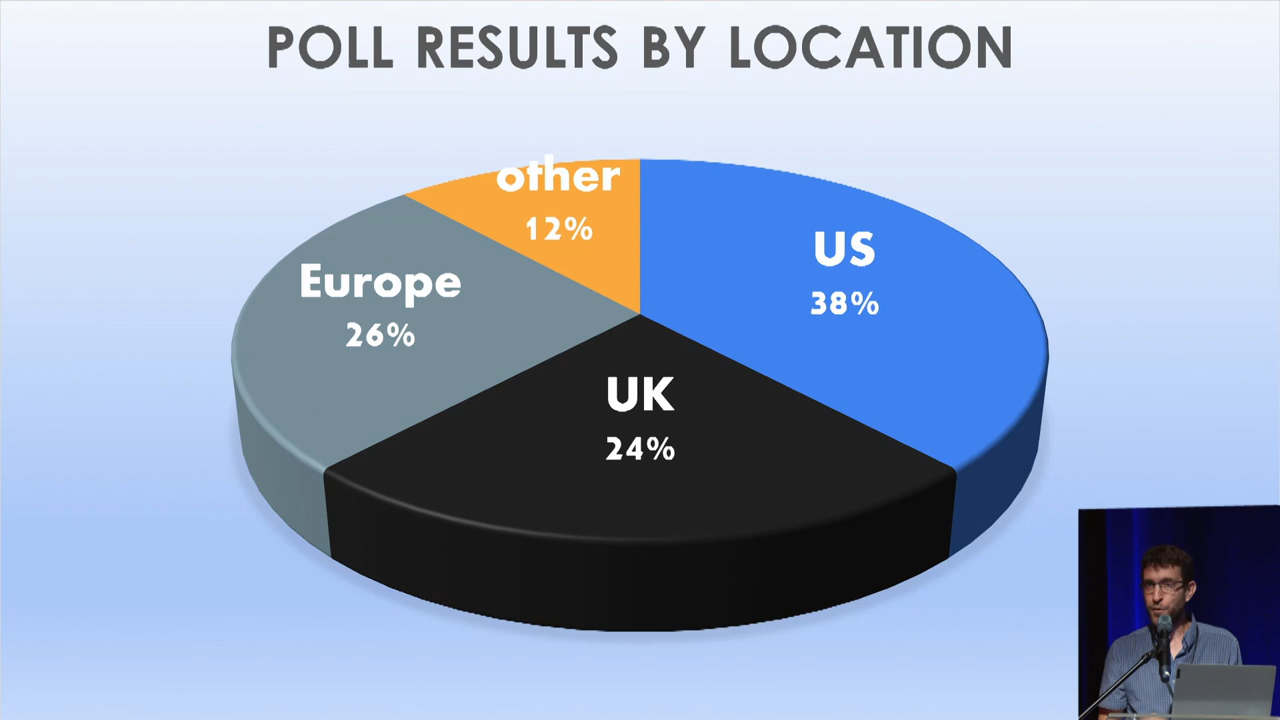 POLL RESULTS BY LOCATION
other
12%
US
38%
Europe
26%
UK
24%